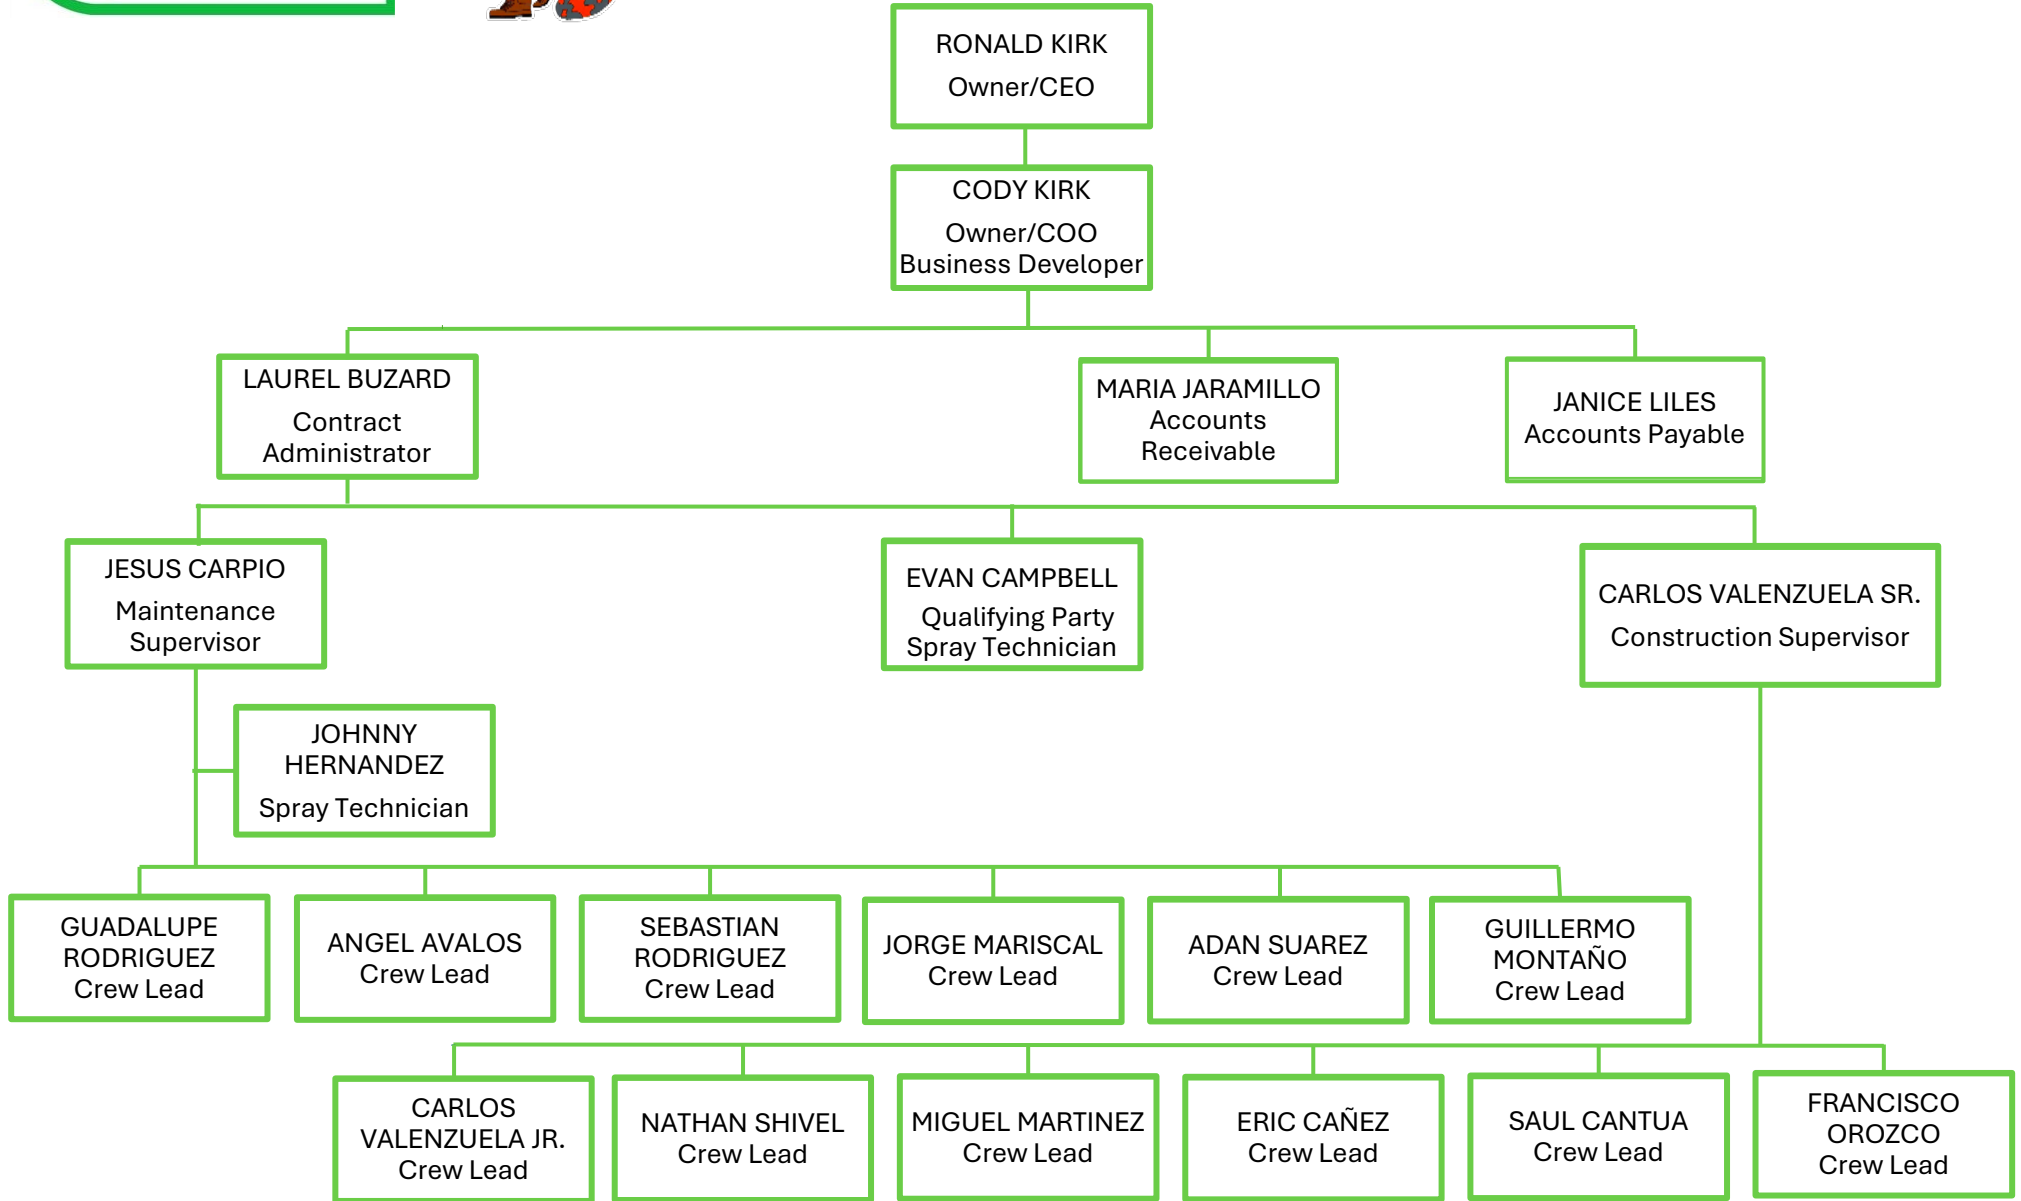 RONALD KIRK
Owner/CEO
CODY KIRK
Owner/COO
Business Developer
LAUREL BUZARD
Contract
Administrator
MARIA JARAMILLO
Accounts
Receivable
JANICE LILES
Accounts Payable
JESUS CARPIO
Maintenance
Supervisor
EVAN CAMPBELL
Qualifying Party
Spray Technician
CARLOS VALENZUELA SR.
Construction Supervisor
JOHNNY
HERNANDEZ
Spray Technician
GUADALUPE
RODRIGUEZ
Crew Lead
ANGEL AVALOS
Crew Lead
SEBASTIAN
RODRIGUEZ
Crew Lead
JORGE MARISCAL
Crew Lead
ADAN SUAREZ
Crew Lead
GUILLERMO
MONTAÑO
Crew Lead
CARLOS
VALENZUELA JR.
Crew Lead
NATHAN SHIVEL
Crew Lead
MIGUEL MARTINEZ
Crew Lead
ERIC CAÑEZ
Crew Lead
SAUL CANTUA
Crew Lead
FRANCISCO
OROZCO
Crew Lead